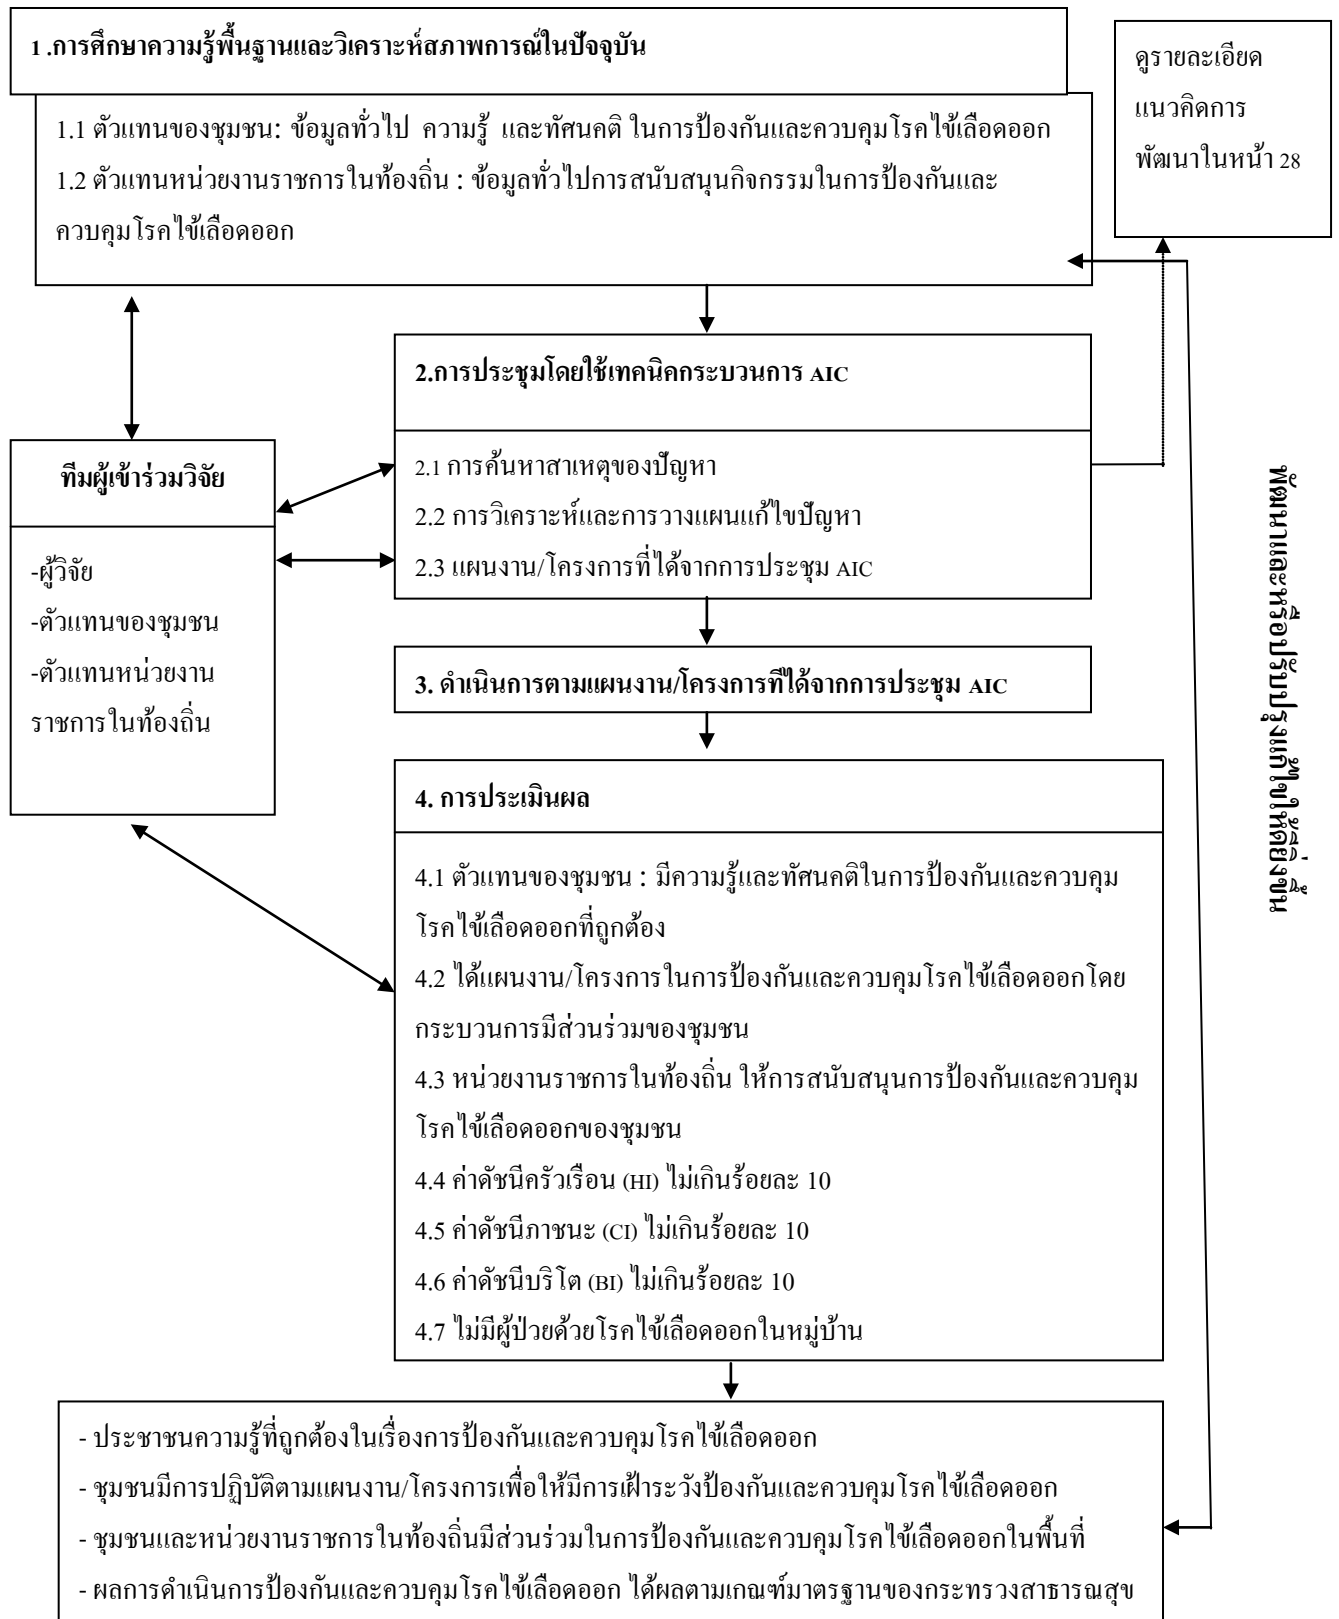 1 .การศึกษาความรู้พื้นฐานและวิเคราะห์สภาพการณ์ในปัจจุบัน
1.1 ตัวแทนของชุมชน: ข้อมูลทั่วไป ความรู้ และทัศนคติ ในการป้องกันและควบคุมโรคไข้เลือดออก
1.2 ตัวแทนหน่วยงานราชการในท้องถิ่น : ข้อมูลทั่วไปการสนับสนุนกิจกรรมในการป้องกันและ
ควบคุมโรคไข้เลือดออก
ดูรายละเอียด
แนวคิดการ
พัฒนาในหน้า 28
2.การประชุมโดยใช้เทคนิคกระบวนการ AIC
2.1 การค้นหาสาเหตุของปัญหา
2.2 การวิเคราะห์และการวางแผนแก้ไขปัญหา
2.3 แผนงาน/โครงการที่ได้จากการประชุม AIC
ทีมผู้เข้าร่วมวิจัย
-ผู้วิจัย
-ตัวแทนของชุมชน
-ตัวแทนหน่วยงาน
ราชการในท้องถิ่น
3. ดำเนินการตามแผนงาน/โครงการที่ได้จากการประชุม AIC
4. การประเมินผล
4.1 ตัวแทนของชุมชน : มีความรู้และทัศนคติในการป้องกันและควบคุม
โรคไข้เลือดออกที่ถูกต้อง
4.2 ได้แผนงาน/โครงการในการป้องกันและควบคุมโรคไข้เลือดออกโดย
กระบวนการมีส่วนร่วมของชุมชน
4.3 หน่วยงานราชการในท้องถิ่น ให้การสนับสนุนการป้องกันและควบคุม
โรคไข้เลือดออกของชุมชน
4.4 ค่าดัชนีครัวเรือน (HI) ไม่เกินร้อยละ 10
4.5 ค่าดัชนีภาชนะ (CI) ไม่เกินร้อยละ 10
4.6 ค่าดัชนีบริโต (BI) ไม่เกินร้อยละ 10
4.7 ไม่มีผู้ป่วยด้วยโรคไข้เลือดออกในหมู่บ้าน
พัฒนาและหรือปรับปรุงแก้ไขให้ดียิ่งขึ้น
- ประชาชนความรู้ที่ถูกต้องในเรื่องการป้องกันและควบคุมโรคไข้เลือดออก
- ชุมชนมีการปฏิบัติตามแผนงาน/โครงการเพื่อให้มีการเฝ้าระวังป้องกันและควบคุมโรคไข้เลือดออก
- ชุมชนและหน่วยงานราชการในท้องถิ่นมีส่วนร่วมในการป้องกันและควบคุมโรคไข้เลือดออกในพื้นที่
- ผลการดำเนินการป้องกันและควบคุมโรคไข้เลือดออก ได้ผลตามเกณฑ์มาตรฐานของกระทรวงสาธารณสุข